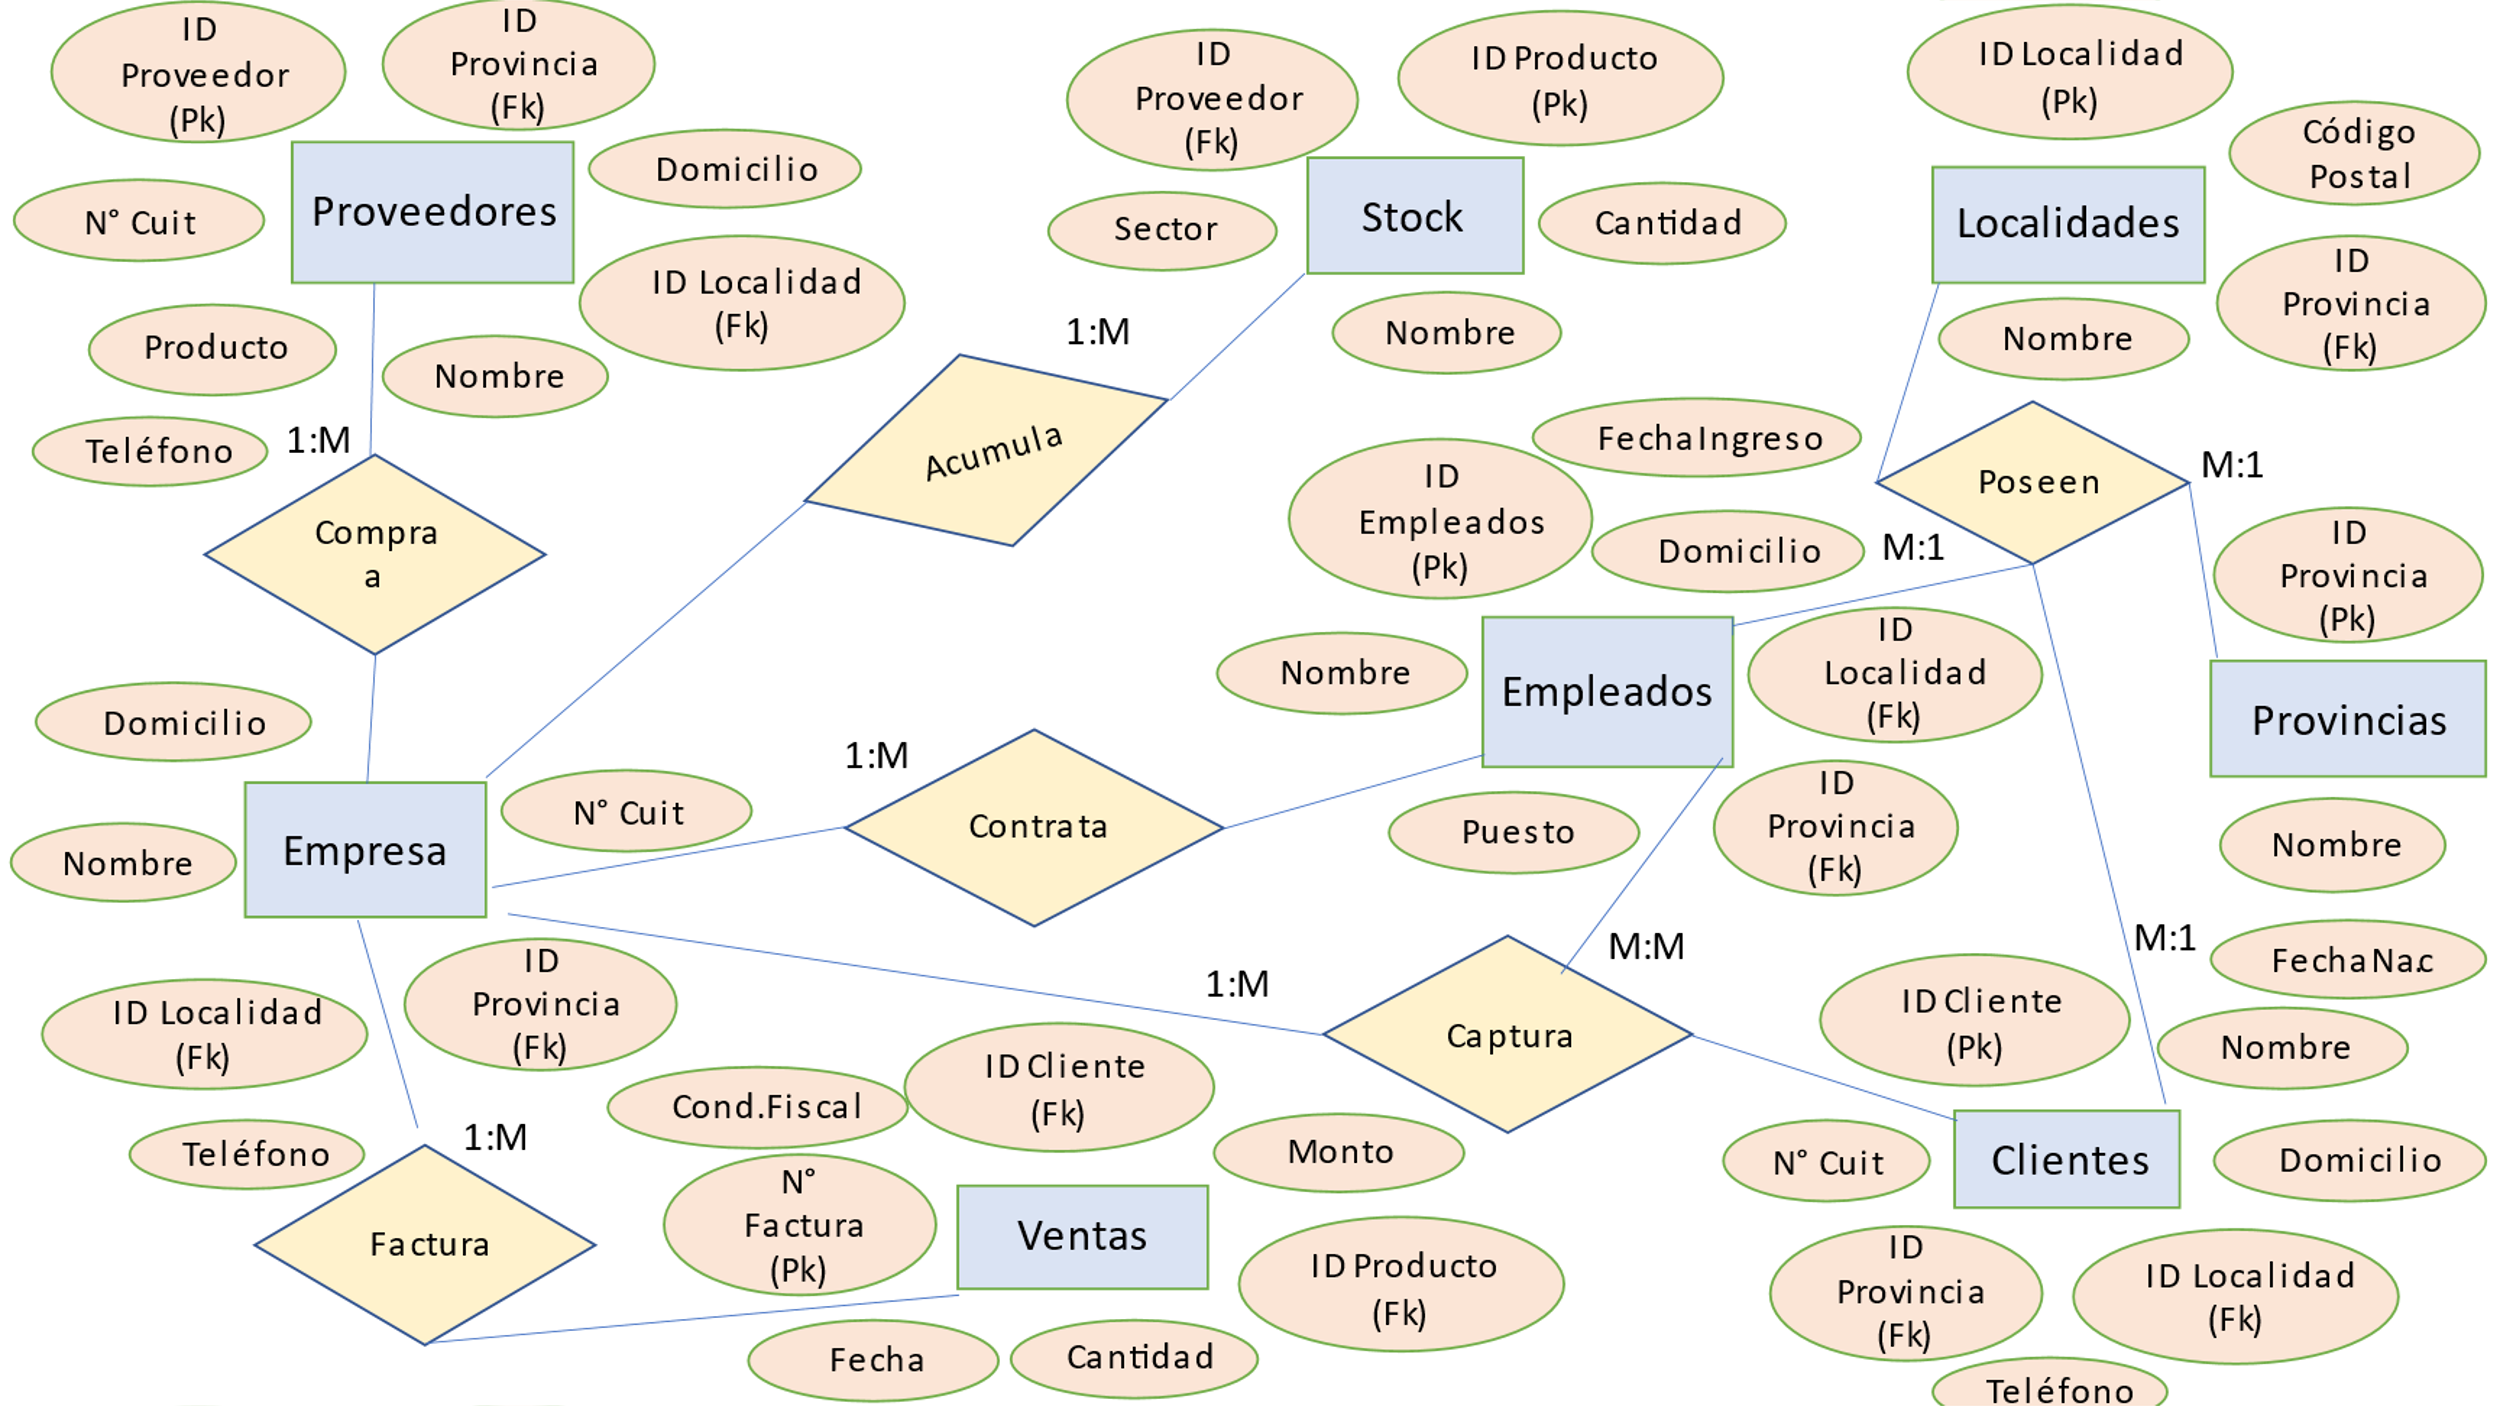 ID
Proveedor
(Pk)
ID
Provincia
(Fk)
N° Cuit
Proveedores
Domicilio
ID Localidad
(Fk)
Producto
Nombre
Teléfono
1:M
Compr
a
ID
Proveedor
(Fk)
ID Producto
(Pk)
Sector
Stock
Cantidad
Nombre
1:M
Acumula
ID Localidad
(Pk)
Código
Postal
Localidades
ID
Provincia
(Fk)
Nombre
Poseen
M:1
M:1
FechaIngreso
ID
Empleados
(Pk)
Domicilio
Nombre
Empleados
ID
Localidad
(Fk)
Puesto
ID
Provincia
(Fk)
ID
Provincia
(Pk)
Provincias
Nombre
Domicilio
Nombre
Empresa
N° Cuit
1:M
Contrata
ID Localidad
(Fk)
ID
Provincia
(Fk)
Teléfono
1:M
Factura
1:M
M:M
Captura
M:1
Cond.Fiscal
ID Cliente
(Fk)
Monto
N°
Factura
(Pk)
Ventas
ID Producto
(Fk)
Fecha
Cantidad
FechaNac
ID Cliente
(Pk)
Nombre
N° Cuit
Clientes
Domicilio
ID
Provincia
(Fk)
ID Localidad
(Fk)
Teléfono